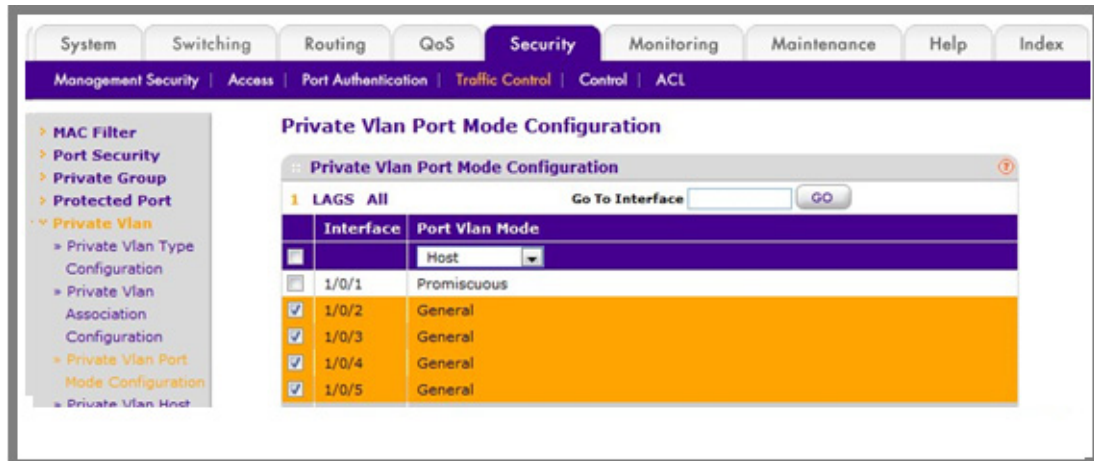 System Switching Routing QoS Security Monitoring Maintenance Help Index
Management Security | Access | Port Authentication | Traffic Control | Control | ACL
MAC Filter
Port Security
Private Group
Protected Port
Private Vlan
» Private Vlan Type
Configuration
» Private Vlan
Association
Configuration
» Private Vlan Port
Mode Configuration
» Private Vlan Host
Private Vlan Port Mode Configuration
Private Vlan Port Mode Configuration ?
1 LAGS All Go To Interface GO
Interface Port Vlan Mode
Host
1/0/1 Promiscuous
1/0/2 General
1/0/3 General
1/0/4 General
1/0/5 General